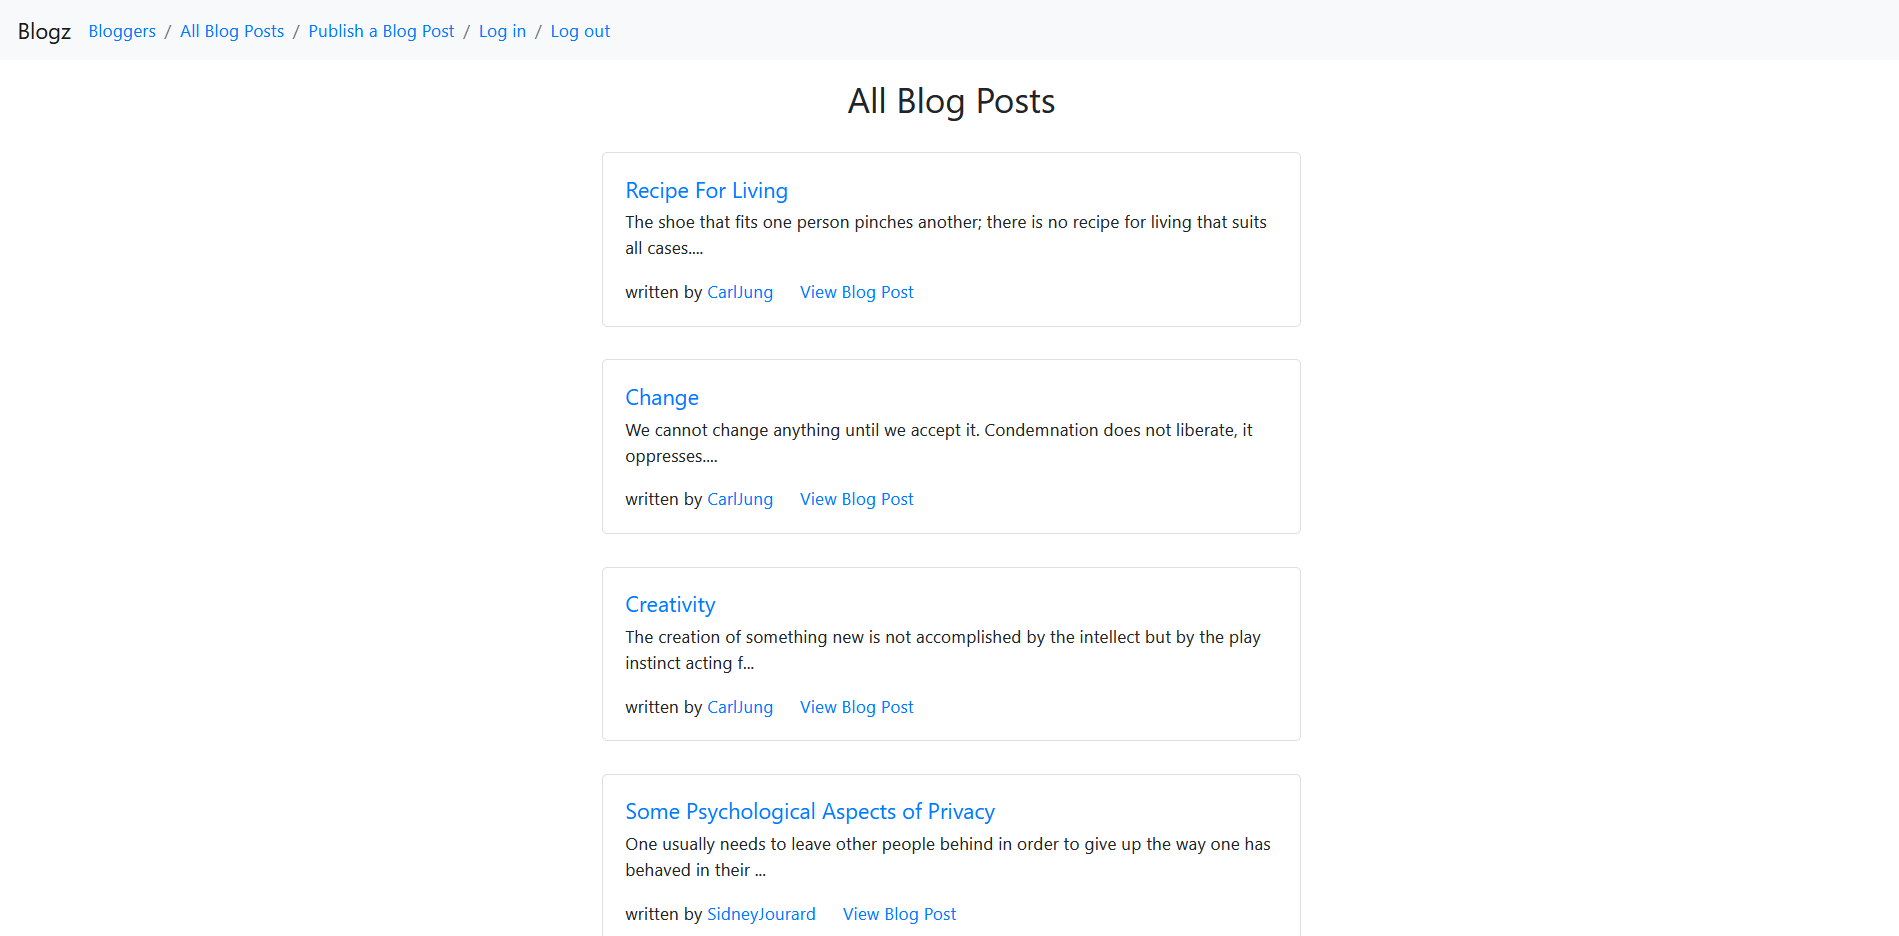 Blogz Bloggers / All Blog Posts / Publish a Blog Post / Log in / Log out
All Blog Posts
Recipe For Living
The shoe that fits one person pinches another; there is no recipe for living that suits
all cases....
written by CarlJung View Blog Post
Change
We cannot change anything until we accept it. Condemnation does not liberate, it
oppresses....
written by CarlJung View Blog Post
Creativity
The creation of something new is not accomplished by the intellect but by the play
instinct acting f...
written by CarlJung View Blog Post
Some Psychological Aspects of Privacy
One usually needs to leave other people behind in order to give up the way one has
behaved in their ...
written by SidneyJourard View Blog Post